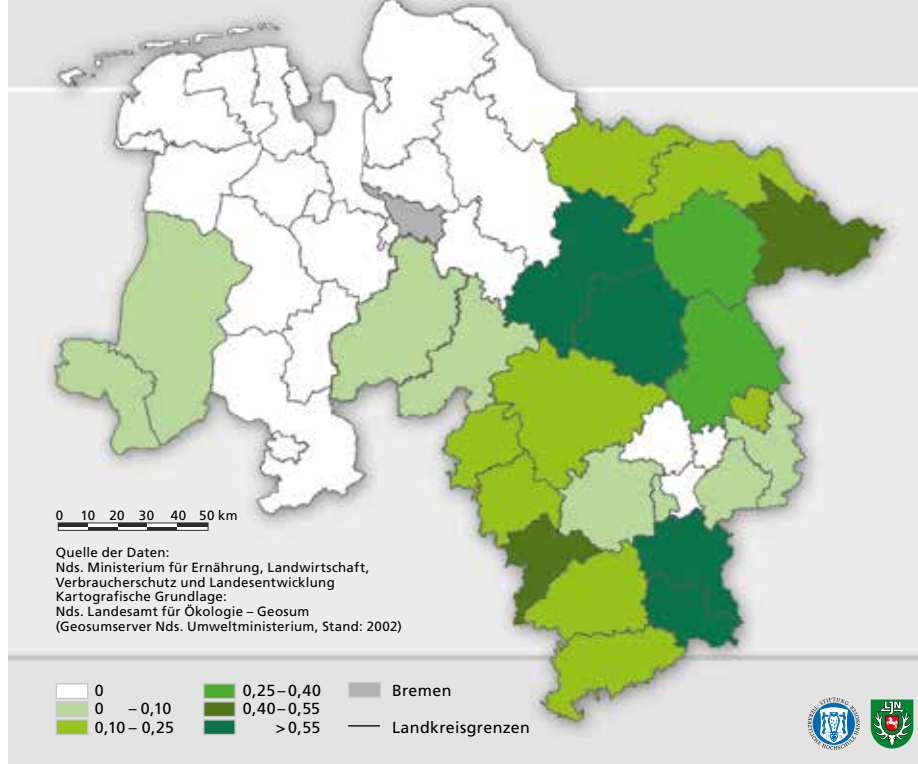 0 10 20 30 40 50 km
Quelle der Daten:
Nds. Ministerium für Ernährung, Landwirtschaft,
Verbraucherschutz und Landesentwicklung
Kartografische Grundlage:
Nds. Landesamt für Ökologie – Geosum
(Geosumserver Nds. Umweltministerium, Stand: 2002)
0
0 – 0,10
0,10 – 0,25
0,25 – 0,40
0,40 – 0,55
> 0,55
Bremen
Landkreisgrenzen
STIFTUNG
LJN